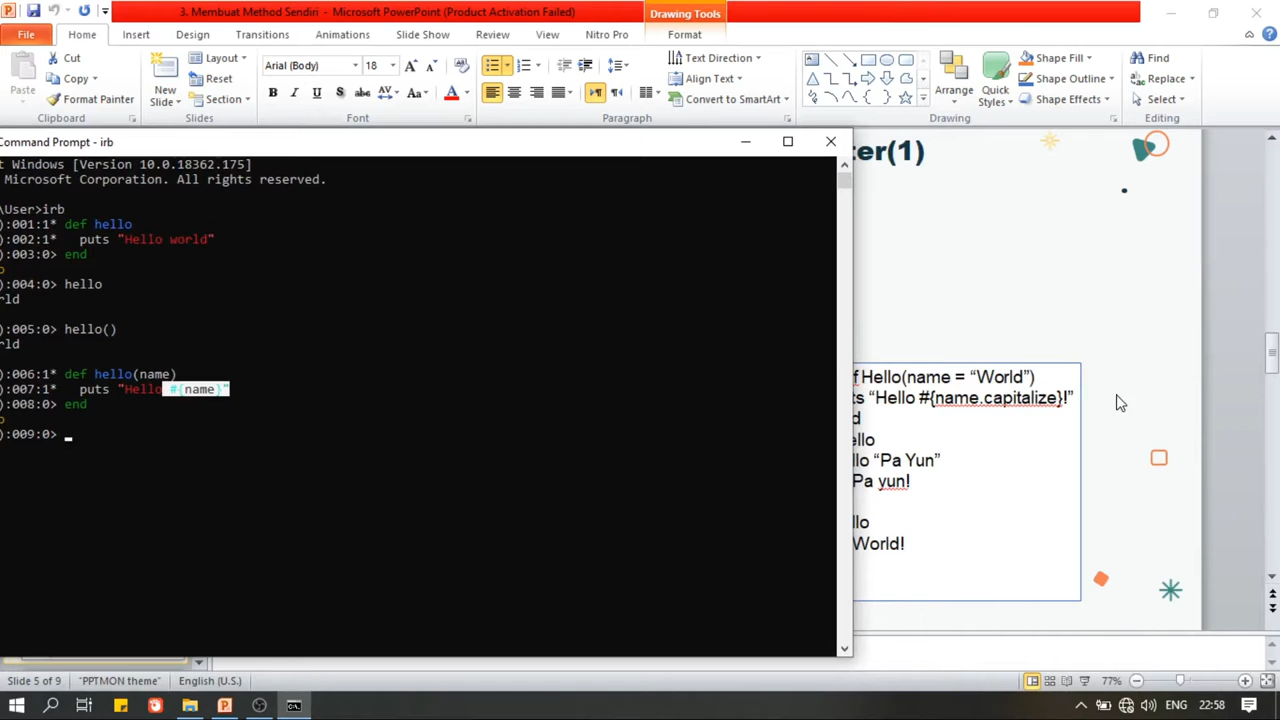 3. Membuat Method Sendiri - Microsoft PowerPoint (Product Activation Failed)
Drawing Tools
File Home Insert Design Transitions Animations Slide Show Review View Nitro Pro Format
Paste
Cut
Copy
Format Painter
Clipboard
New Slide
Layout
Reset
Section
Slides
Arial (Body) 18
B I U S abc AV Aa A
Font
Text Direction
Align Text
Convert to SmartArt
Paragraph
Arrange
Quick Styles
Shape Fill
Shape Outline
Shape Effects
Drawing
Find
Replace
Select
Editing
Command Prompt - irb
t Windows [Version 10.0.18362.175]
Microsoft Corporation. All rights reserved.
\User>irb
):001:1* def hello
):002:1*   puts "Hello world"
):003:0> end
o
):004:0> hello
rld
):005:0> hello()
rld
):006:1* def hello(name)
):007:1*   puts "Hello #{name}"
):008:0> end
o
):009:0>
ter(1)
f Hello(name = “World”)
ts “Hello #{name.capitalize}!”
d
ello
llo “Pa Yun”
Pa yun!
llo
World!
Slide 5 of 9 "PPTMON theme" English (U.S.) 77%
ENG 22:58